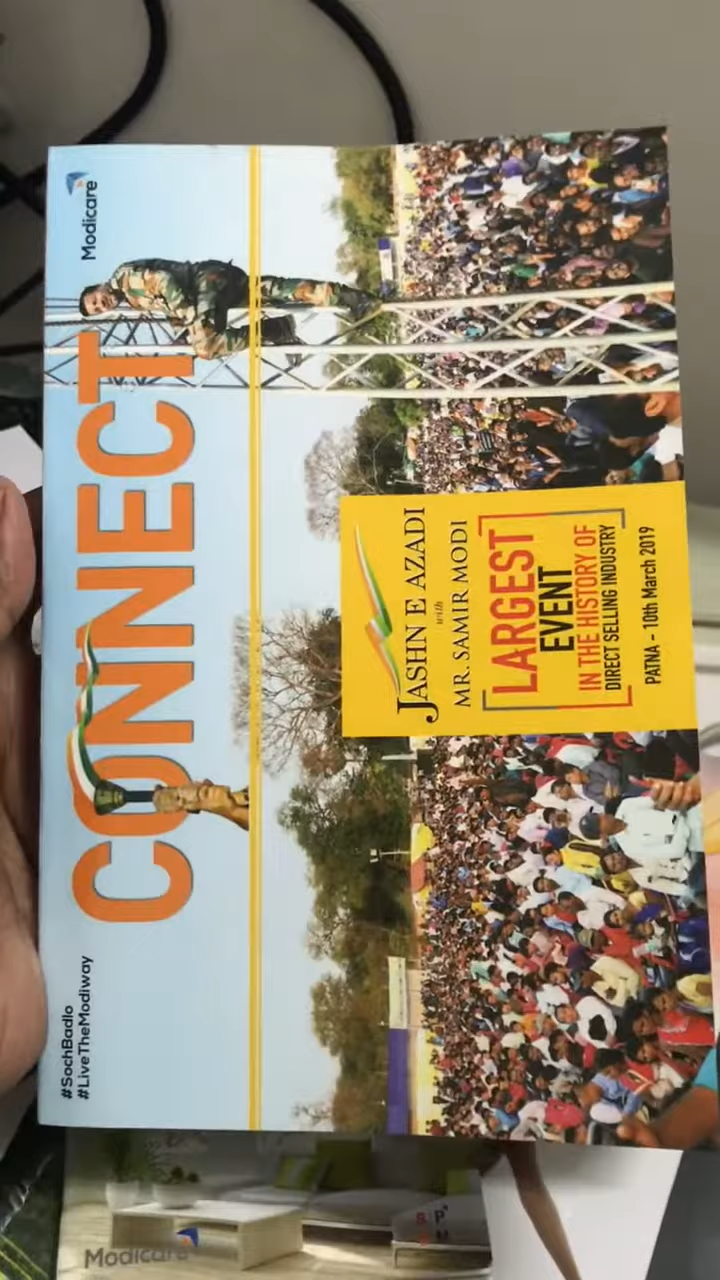 #SochBadlo
#LiveTheModiway
Modicare
CONNECT
JASHN E AZADI
with
MR. SAMIR MODI
LARGEST
EVENT
IN THE HISTORY OF
DIRECT SELLING INDUSTRY
PATNA - 10th March 2019
Modicare